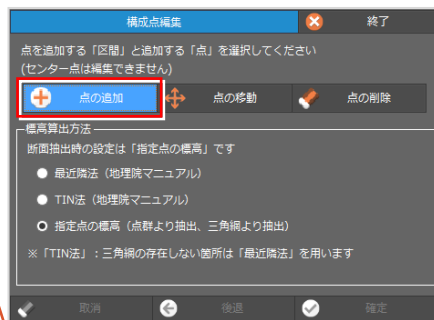 構成点編集 終了
点を追加する「区間」と追加する「点」を選択してください
(センター点は編集できません)
点の追加 点の移動 点の削除
標高算出方法
断面抽出時の設定は「指定点の標高」です
最近隣法（地理院マニュアル）
TIN法（地理院マニュアル）
指定点の標高（点群より抽出、三角網より抽出）
※「TIN法」：三角網の存在しない箇所は「最近隣法」を用います
取消 後退 確定